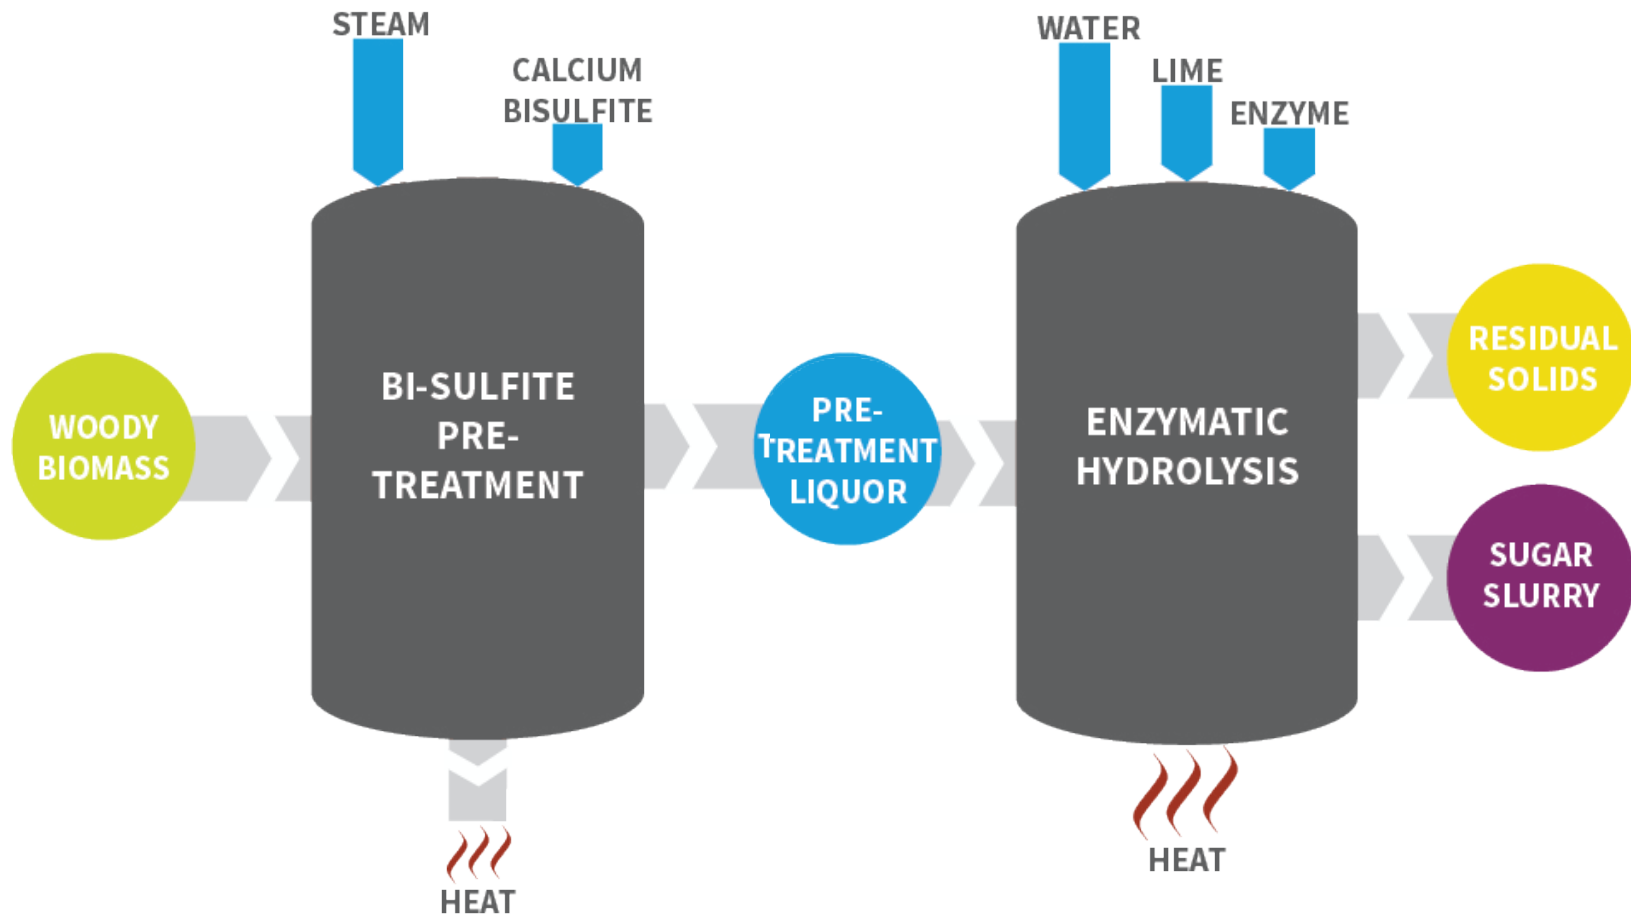 STEAM
CALCIUM
BISULFITE
WATER
LIME
ENZYME
WOODY
BIOMASS
BI-SULFITE
PRE-
TREATMENT
PRE-
TREATMENT
LIQUOR
ENZYMATIC
HYDROLYSIS
RESIDUAL
SOLIDS
SUGAR
SLURRY
HEAT
HEAT